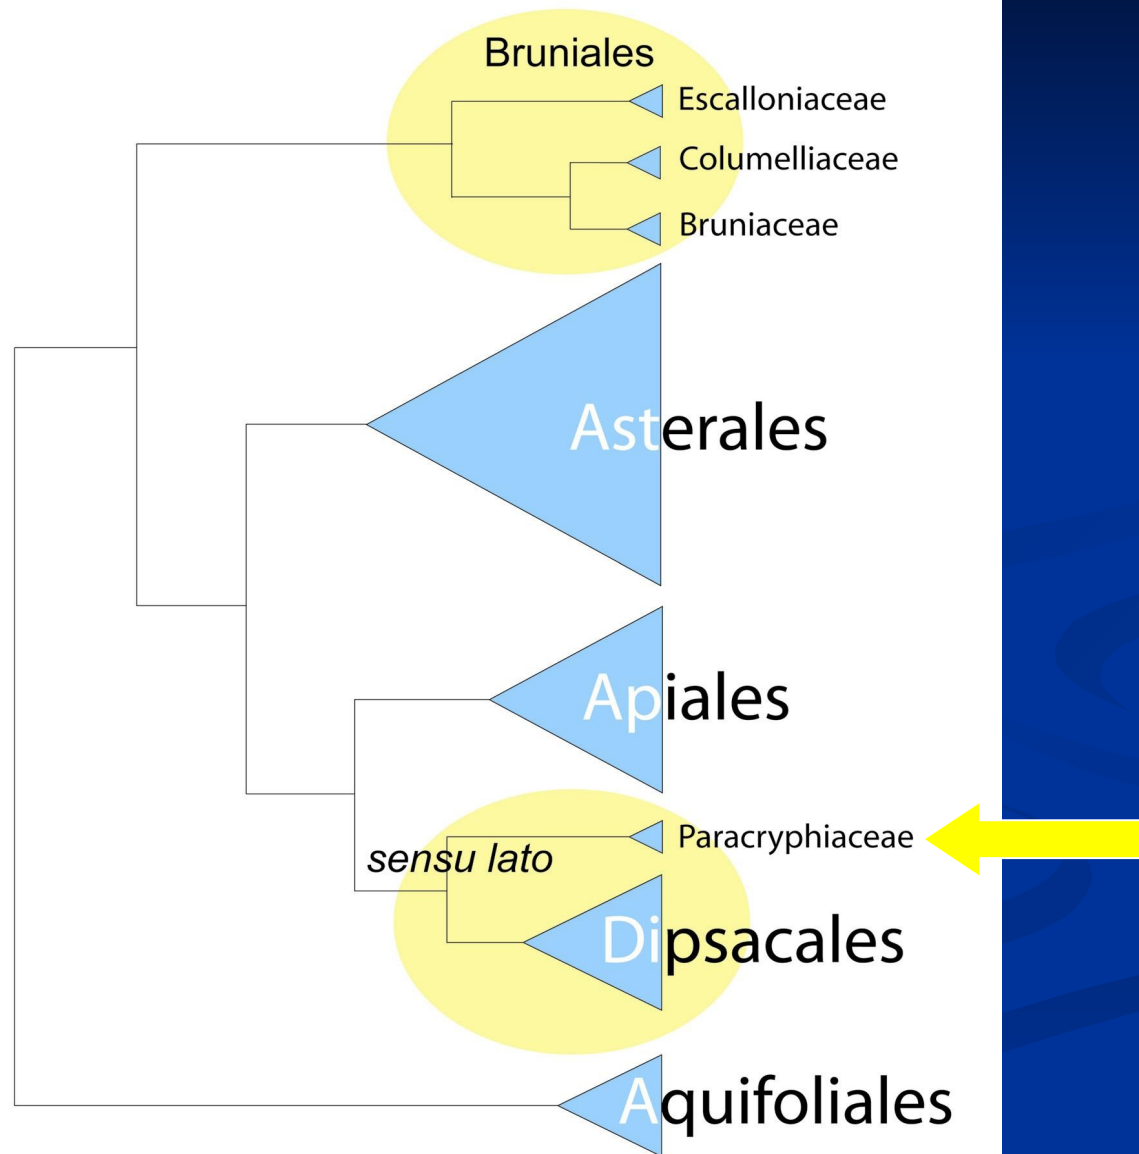 Bruniales
Escalloniaceae
Columelliaceae
Bruniaceae
Asterales
Apiales
Paracryphiaceae
sensu lato
Dipsacales
Aquifoliales